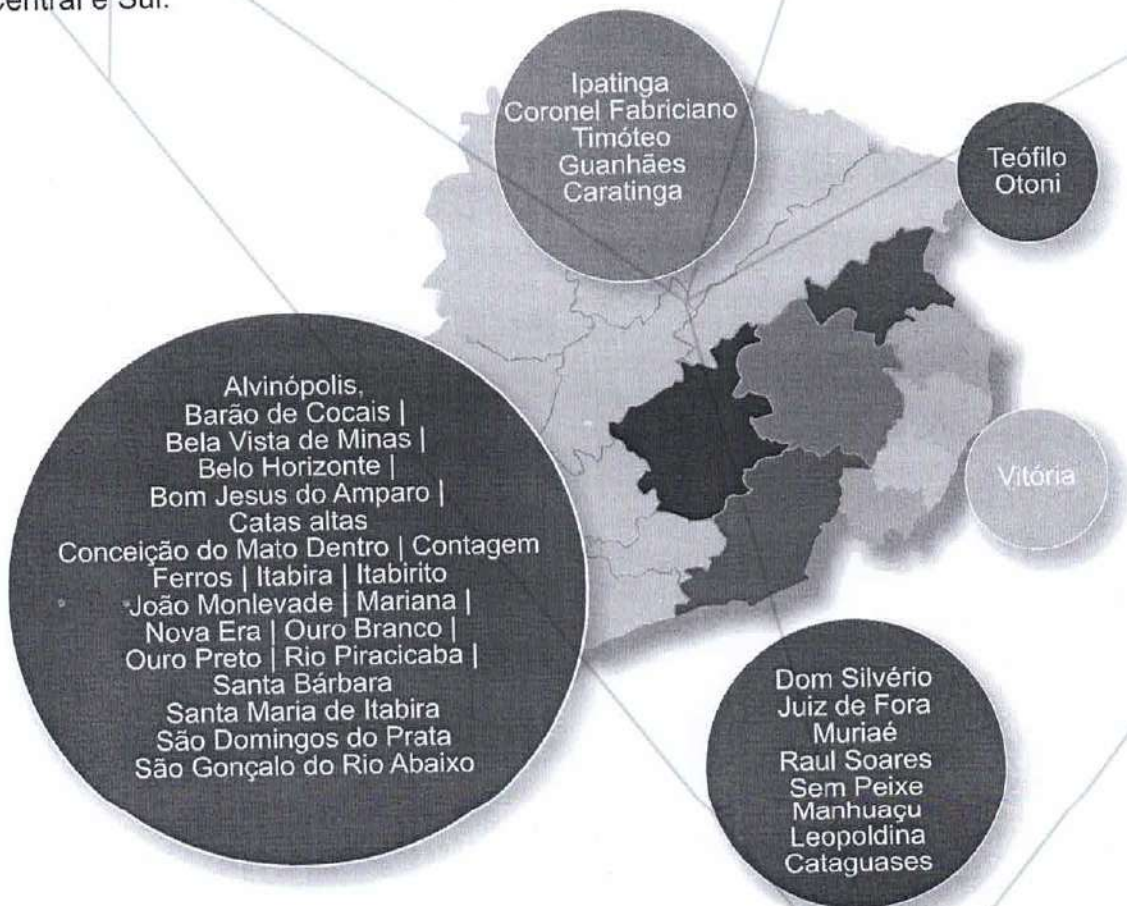 Central e Sul.
Ipatinga
Coronel Fabriciano
Timóteo
Guanhães
Caratinga
Teófilo
Otoni
Alvinópolis,
Barão de Cocais |
Bela Vista de Minas |
Belo Horizonte |
Bom Jesus do Amparo |
Catas altas
Conceição do Mato Dentro | Contagem
Ferros | Itabira | Itabirito
João Monlevade | Mariana |
Nova Era | Ouro Branco |
Ouro Preto | Rio Piracicaba |
Santa Bárbara
Santa Maria de Itabira
São Domingos do Prata
São Gonçalo do Rio Abaixo
Vitória
Dom Silvério
Juiz de Fora
Muriaé
Raul Soares
Sem Peixe
Manhuaçu
Leopoldina
Cataguases